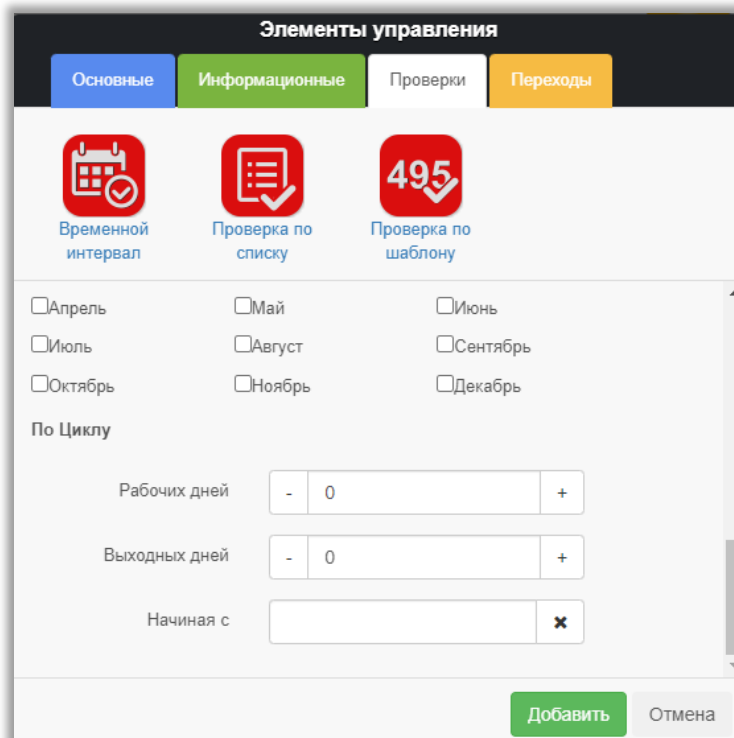 Элементы управления
Основные Информационные Проверки Переходы
495
Временной интервал
Проверка по списку
Проверка по шаблону
Апрель Май Июнь
Июль Август Сентябрь
Октябрь Ноябрь Декабрь
По Циклу
Рабочих дней - 0 +
Выходных дней - 0 +
Начиная с ×
Добавить Отмена